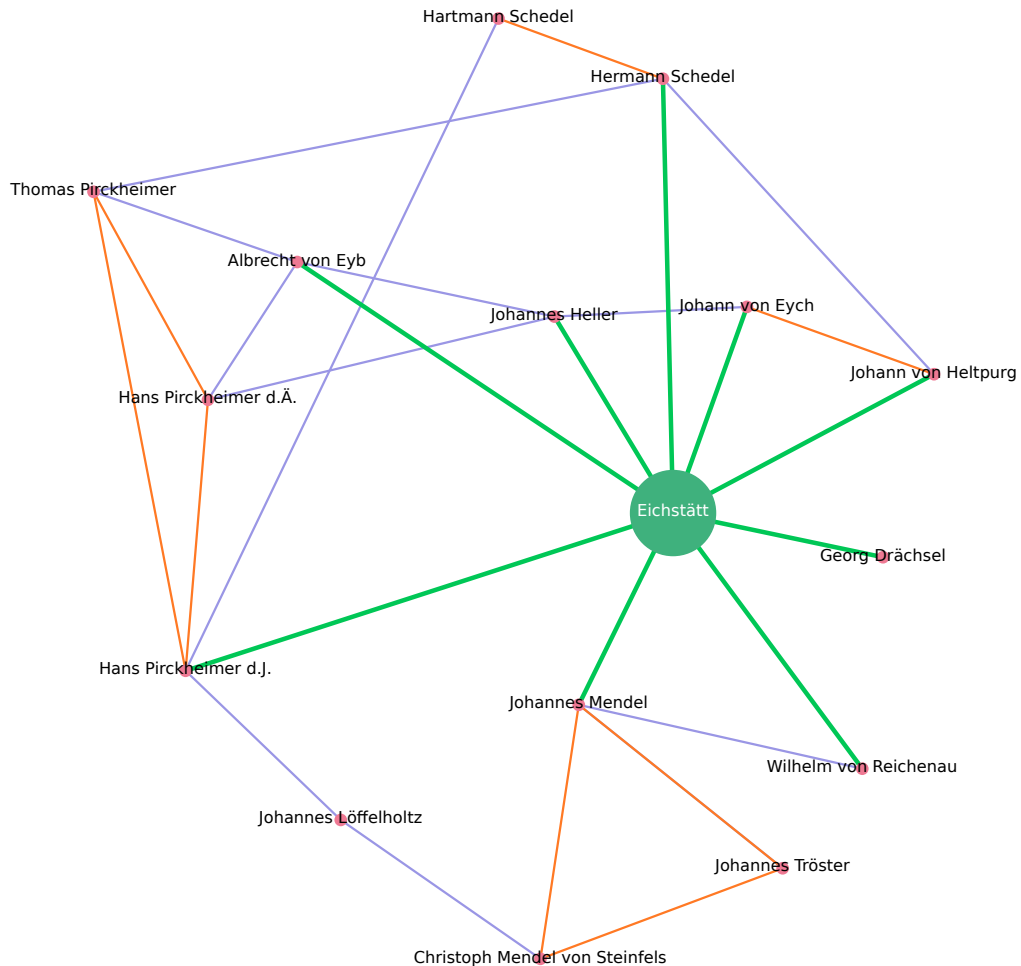 Hartmann Schedel
Hermann Schedel
Thomas Pirckheimer
Albrecht von Eyb
Johannes Heller
Johann von Eych
Johann von Heltpurg
Hans Pirckheimer d.Ä.
Eichstätt
Georg Drächsel
Hans Pirckheimer d.J.
Johannes Mendel
Wilhelm von Reichenau
Johannes Löffelholtz
Johannes Tröster
Christoph Mendel von Steinfels